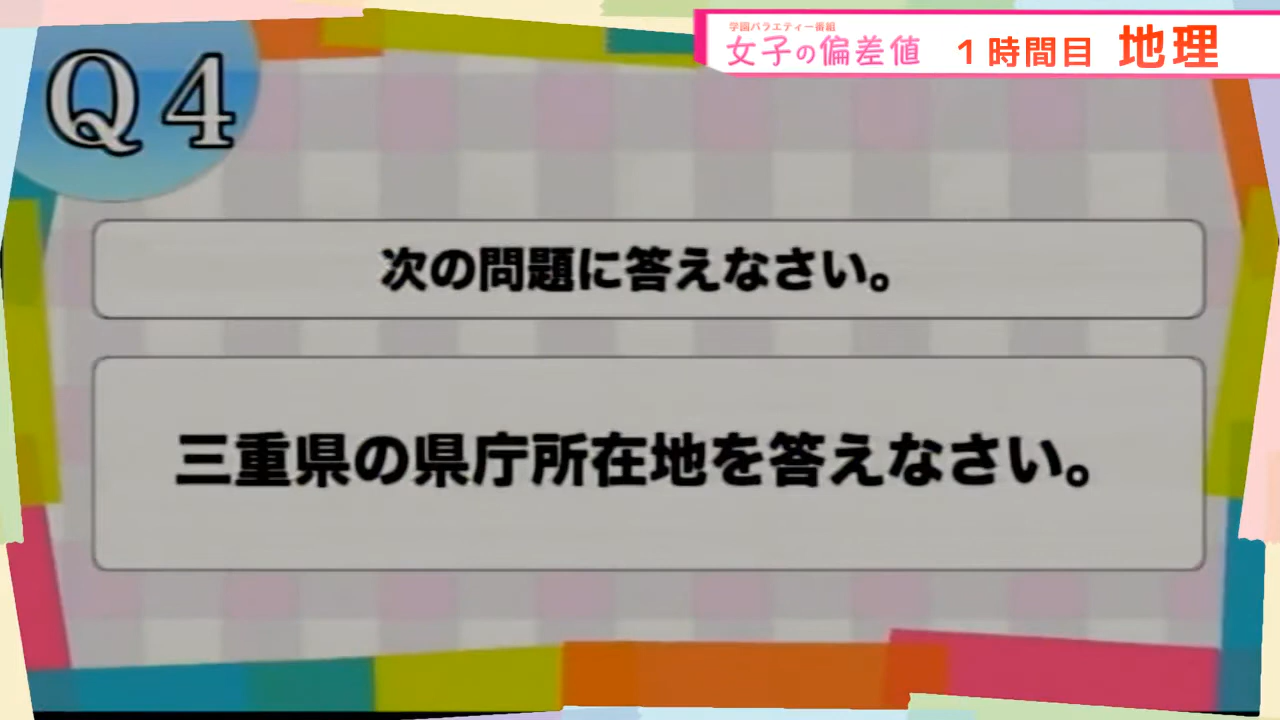 学園バラエティー番組
女子の偏差値 1時間目 地理
Q4
次の問題に答えなさい。
三重県の県庁所在地を答えなさい。